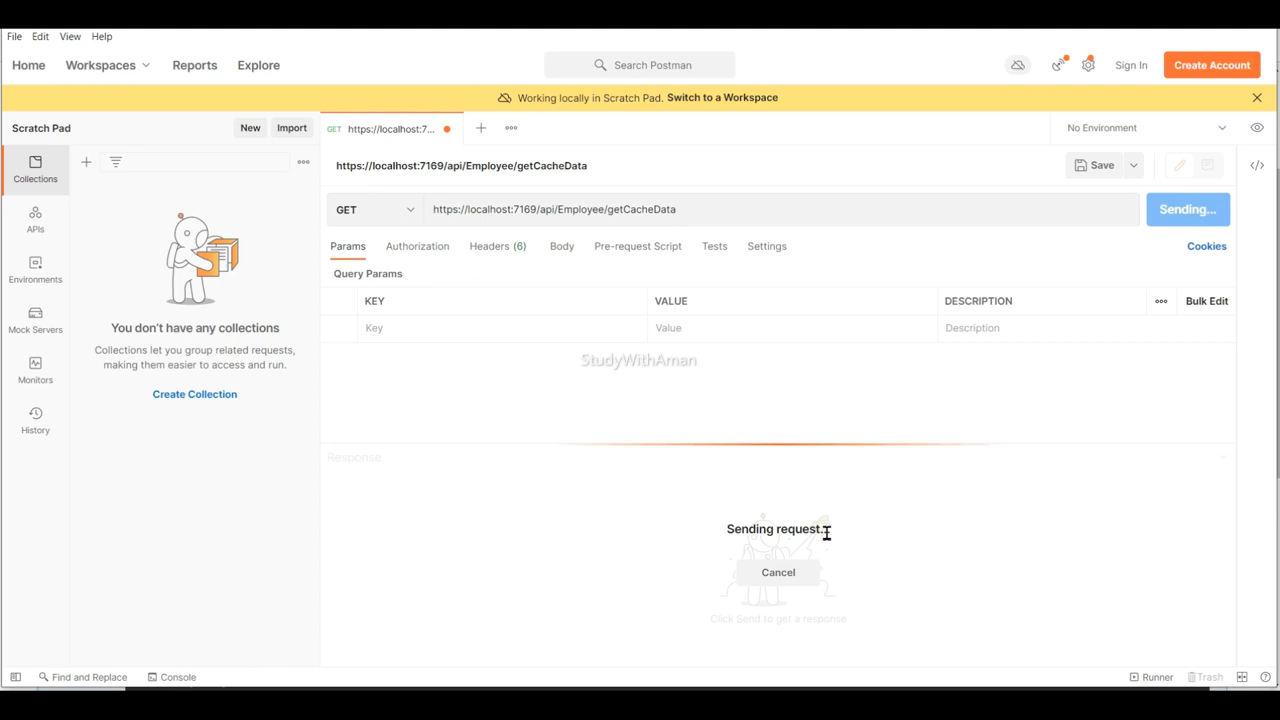 File Edit View Help
Home Workspaces Reports Explore Search Postman Sign In Create Account
Working locally in Scratch Pad. Switch to a Workspace
Scratch Pad New Import GET https://localhost:7... No Environment
https://localhost:7169/api/Employee/getCacheData Save
Collections
GET https://localhost:7169/api/Employee/getCacheData Sending...
APIs
Params Authorization Headers (6) Body Pre-request Script Tests Settings Cookies
Query Params
Environments
KEY VALUE DESCRIPTION Bulk Edit
Key Value Description
Mock Servers
You don't have any collections
Collections let you group related requests,
making them easier to access and run.
StudyWithAman
Monitors
Create Collection
History
Response
Sending request...
Cancel
Click Send to get a response
Find and Replace Console Runner Trash